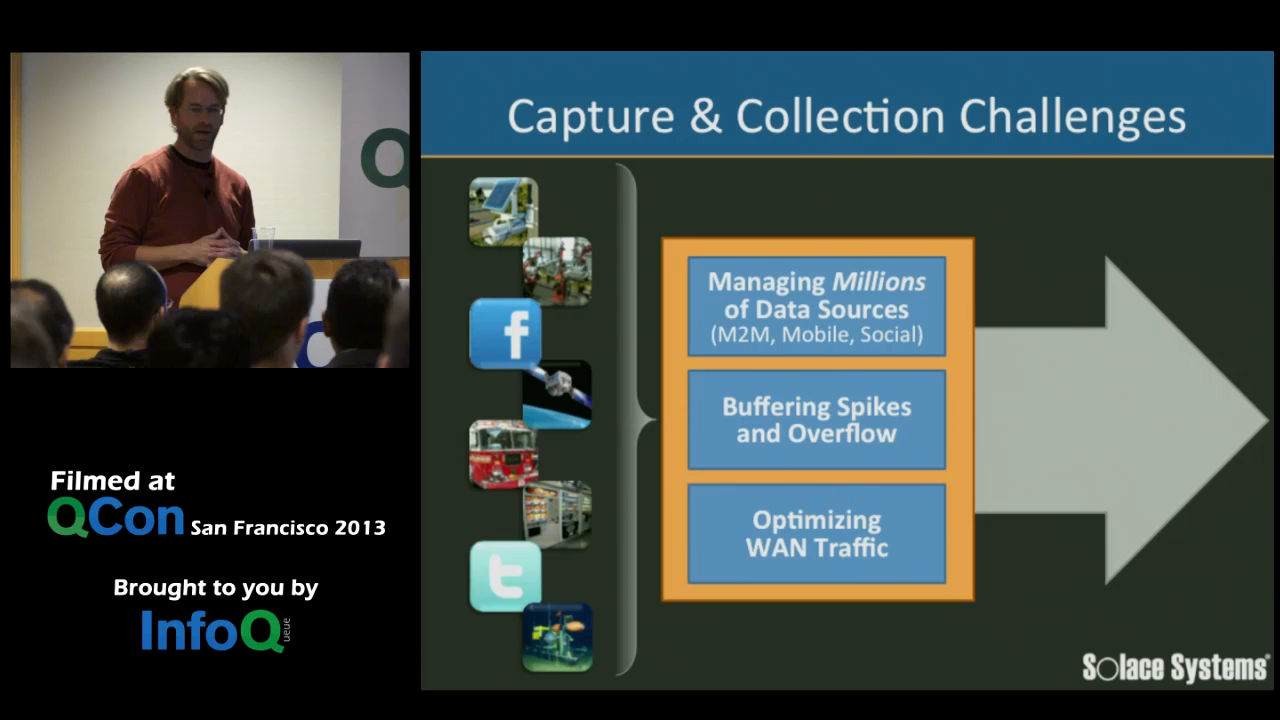 Capture & Collection Challenges
Managing Millions
of Data Sources
(M2M, Mobile, Social)
Buffering Spikes
and Overflow
Optimizing
WAN Traffic
Solace Systems
Filmed at
QCon San Francisco 2013
Brought to you by
InfoQ
ueue
f
t
Q